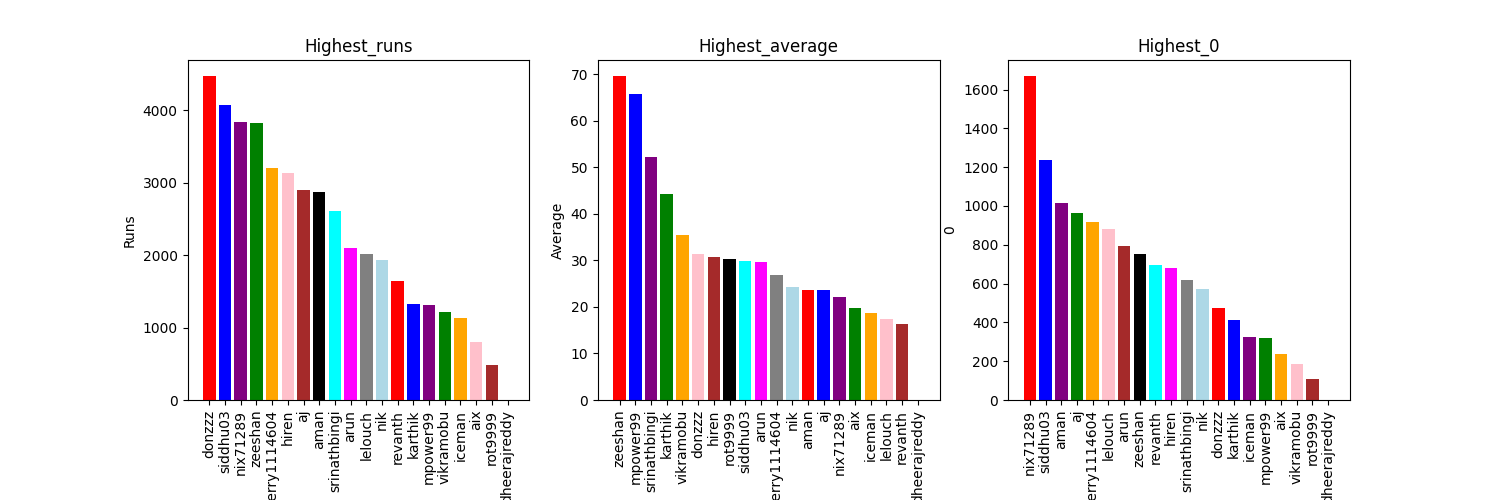 Highest_runs
Runs
4000
3000
2000
1000
0
donzzz
siddhu03
nix71289
zeeshan
erry1114604
hiren
aj
aman
srinathbingi
arun
lelouch
nik
revanth
karthik
mpower99
vikramobu
iceman
aix
rot9999
dheerajreddy
Highest_average
Average
70
60
50
40
30
20
10
0
zeeshan
mpower99
srinathbingi
karthik
vikramobu
donzzz
hiren
rot9999
siddhu03
arun
erry1114604
nik
aman
aj
nix71289
aix
iceman
lelouch
revanth
dheerajreddy
Highest_0
0
1600
1400
1200
1000
800
600
400
200
0
nix71289
siddhu03
aman
aj
erry1114604
lelouch
arun
zeeshan
revanth
hiren
srinathbingi
nik
donzzz
karthik
iceman
mpower99
aix
vikramobu
rot9999
dheerajreddy